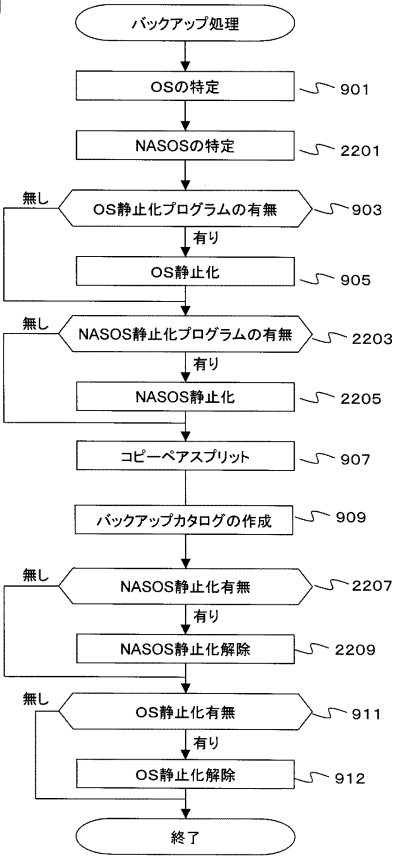 バックアップ処理
OSの特定 901
NASOSの特定 2201
無し OS静止化プログラムの有無 903
有り
OS静止化 905
無し NASOS静止化プログラムの有無 2203
有り
NASOS静止化 2205
コピーペアスプリット 907
バックアップカタログの作成 909
無し NASOS静止化有無 2207
有り
NASOS静止化解除 2209
無し OS静止化有無 911
有り
OS静止化解除 912
終了